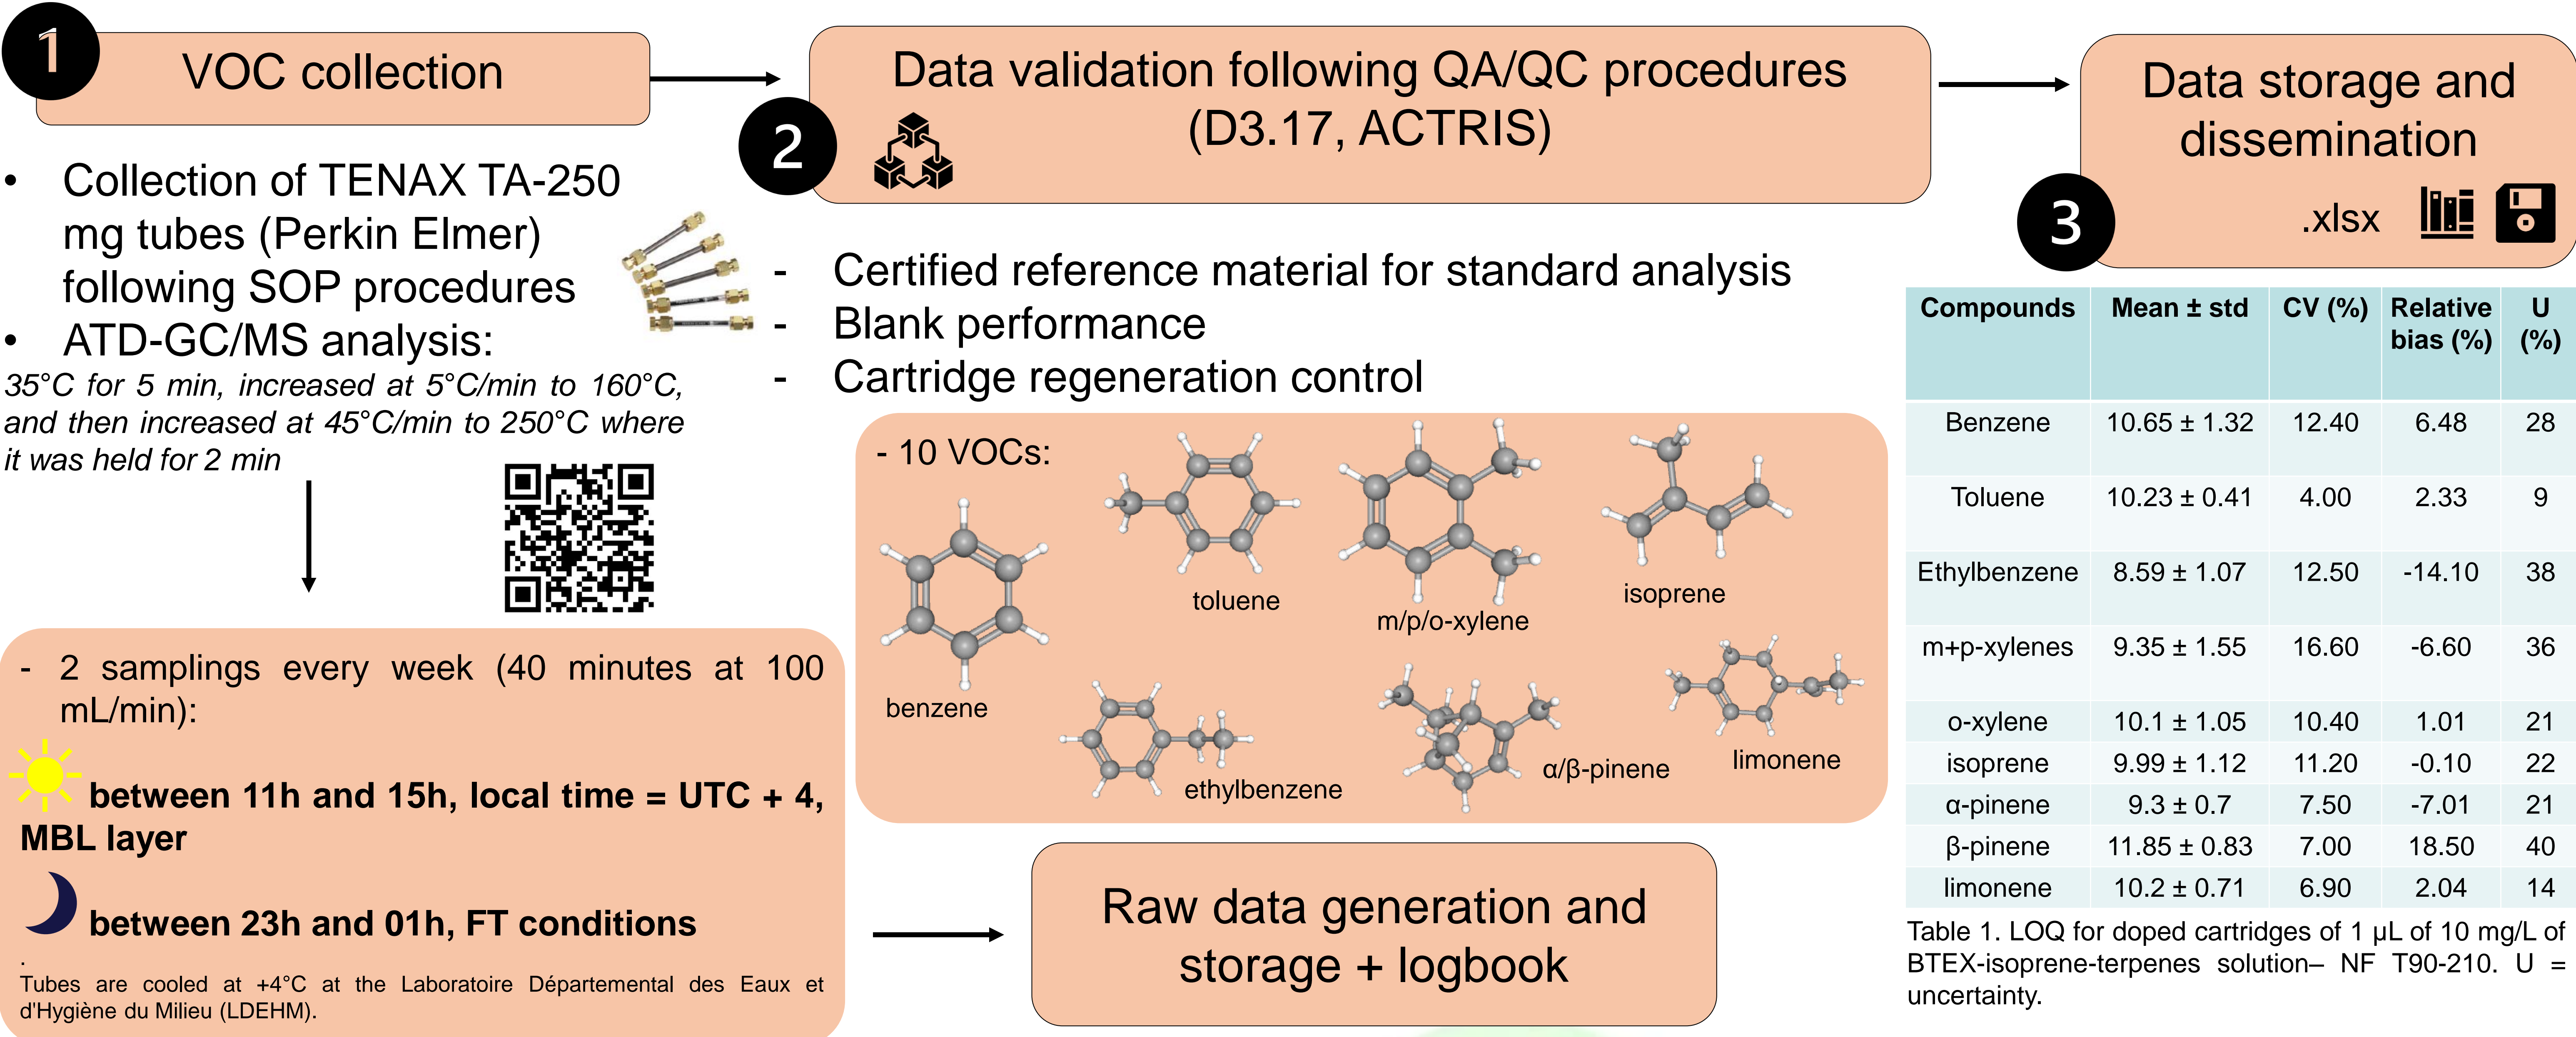 1
VOC collection
• Collection of TENAX TA-250
mg tubes (Perkin Elmer)
following SOP procedures
• ATD-GC/MS analysis:
35°C for 5 min, increased at 5°C/min to 160°C,
and then increased at 45°C/min to 250°C where
it was held for 2 min
- 2 samplings every week (40 minutes at 100
mL/min):
between 11h and 15h, local time = UTC + 4,
MBL layer
between 23h and 01h, FT conditions
.
Tubes are cooled at +4°C at the Laboratoire Départemental des Eaux et
d'Hygiène du Milieu (LDEHM).
2
Data validation following QA/QC procedures
(D3.17, ACTRIS)
- Certified reference material for standard analysis
- Blank performance
- Cartridge regeneration control
- 10 VOCs:
benzene
toluene
m/p/o-xylene
isoprene
ethylbenzene
α/β-pinene
limonene
Raw data generation and
storage + logbook
3
Data storage and
dissemination
.xlsx
Compounds Mean ± std CV (%) Relative bias (%) U (%)
Benzene 10.65 ± 1.32 12.40 6.48 28
Toluene 10.23 ± 0.41 4.00 2.33 9
Ethylbenzene 8.59 ± 1.07 12.50 -14.10 38
m+p-xylenes 9.35 ± 1.55 16.60 -6.60 36
o-xylene 10.1 ± 1.05 10.40 1.01 21
isoprene 9.99 ± 1.12 11.20 -0.10 22
α-pinene 9.3 ± 0.7 7.50 -7.01 21
β-pinene 11.85 ± 0.83 7.00 18.50 40
limonene 10.2 ± 0.71 6.90 2.04 14
Table 1. LOQ for doped cartridges of 1 µL of 10 mg/L of
BTEX-isoprene-terpenes solution– NF T90-210. U =
uncertainty.